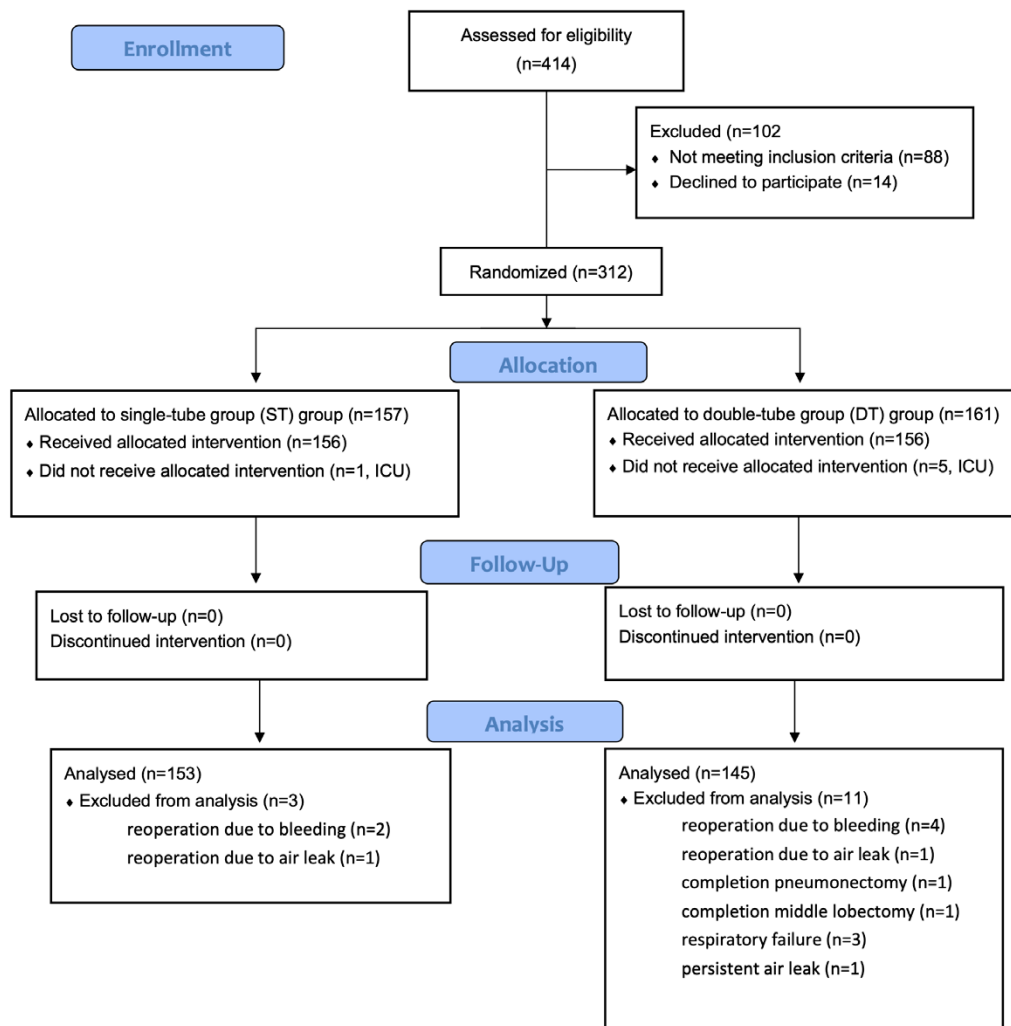 Enrollment
Assessed for eligibility
(n=414)
Excluded (n=102
♦ Not meeting inclusion criteria (n=88)
♦ Declined to participate (n=14)
Randomized (n=312)
Allocation
Allocated to single-tube group (ST) group (n=157)
♦ Received allocated intervention (n=156)
♦ Did not receive allocated intervention (n=1, ICU)
Allocated to double-tube group (DT) group (n=161)
♦ Received allocated intervention (n=156)
♦ Did not receive allocated intervention (n=5, ICU)
Follow-Up
Lost to follow-up (n=0)
Discontinued intervention (n=0)
Lost to follow-up (n=0)
Discontinued intervention (n=0)
Analysis
Analysed (n=153)
♦ Excluded from analysis (n=3)
reoperation due to bleeding (n=2)
reoperation due to air leak (n=1)
Analysed (n=145)
♦ Excluded from analysis (n=11)
reoperation due to bleeding (n=4)
reoperation due to air leak (n=1)
completion pneumonectomy (n=1)
completion middle lobectomy (n=1)
respiratory failure (n=3)
persistent air leak (n=1)